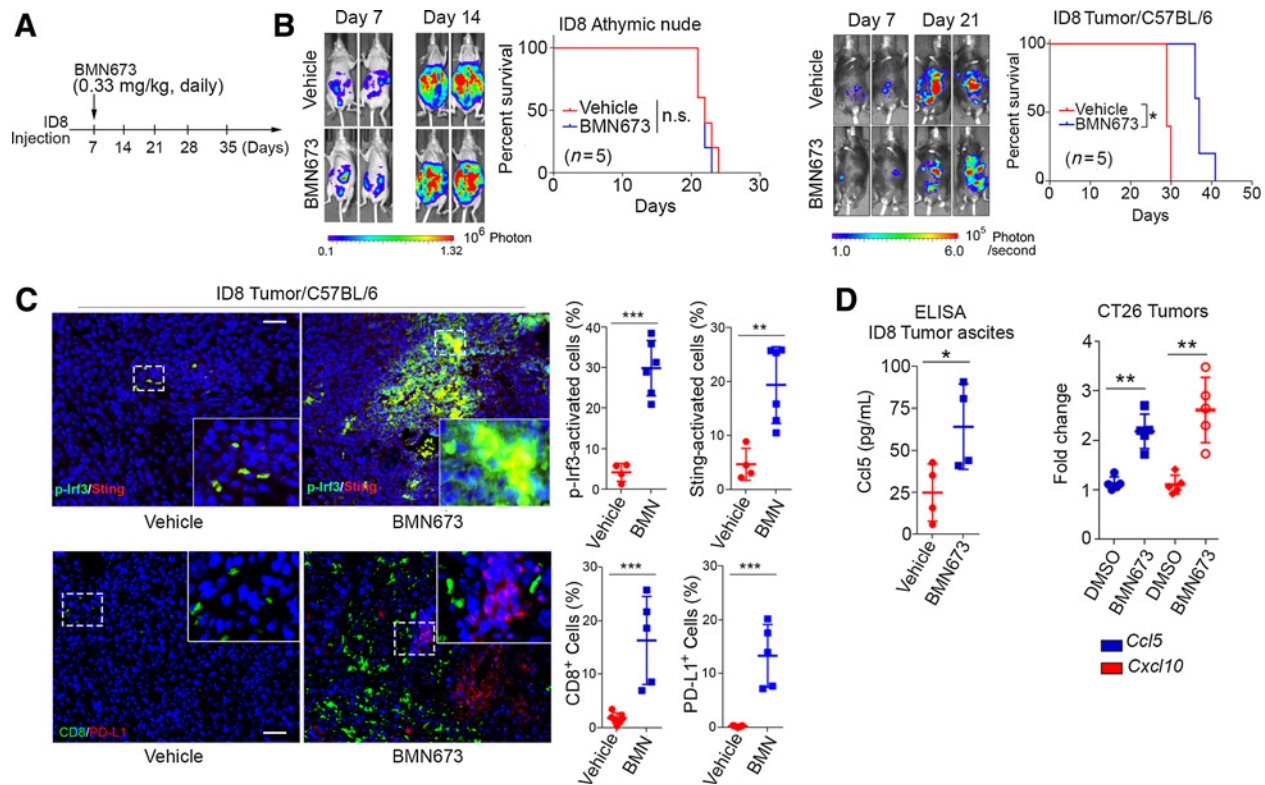 A
BMN673
(0.33 mg/kg, daily)
ID8
Injection
7 14 21 28 35 (Days)
B
Day 7 Day 14
Vehicle
BMN673
0.1 10^6 Photon
1.32
ID8 Athymic nude
Percent survival
100
50
0
Vehicle
BMN673
n.s.
(n=5)
0 10 20 30
Days
Day 7 Day 21
Vehicle
BMN673
1.0 10^5 Photon
6.0 /second
ID8 Tumor/C57BL/6
Percent survival
100
50
0
Vehicle
BMN673
*
(n=5)
0 10 20 30 40 50
Days
C
ID8 Tumor/C57BL/6
p-Irf3/Sting
Vehicle
BMN673
p-Irf3-activated cells (%)
40
30
20
10
0
***
Vehicle
BMN
Sting-activated cells (%)
30
20
10
0
**
Vehicle
BMN
CD8/PD-L1
Vehicle
BMN673
CD8+ Cells (%)
30
20
10
0
***
Vehicle
BMN
PD-L1+ Cells (%)
30
20
10
0
***
Vehicle
BMN
D
ELISA
ID8 Tumor ascites
Ccl5 (pg/mL)
100
75
50
25
0
*
Vehicle
BMN673
CT26 Tumors
Fold change
4
3
2
1
0
**
**
DMSO
BMN673
DMSO
BMN673
Ccl5
Cxcl10